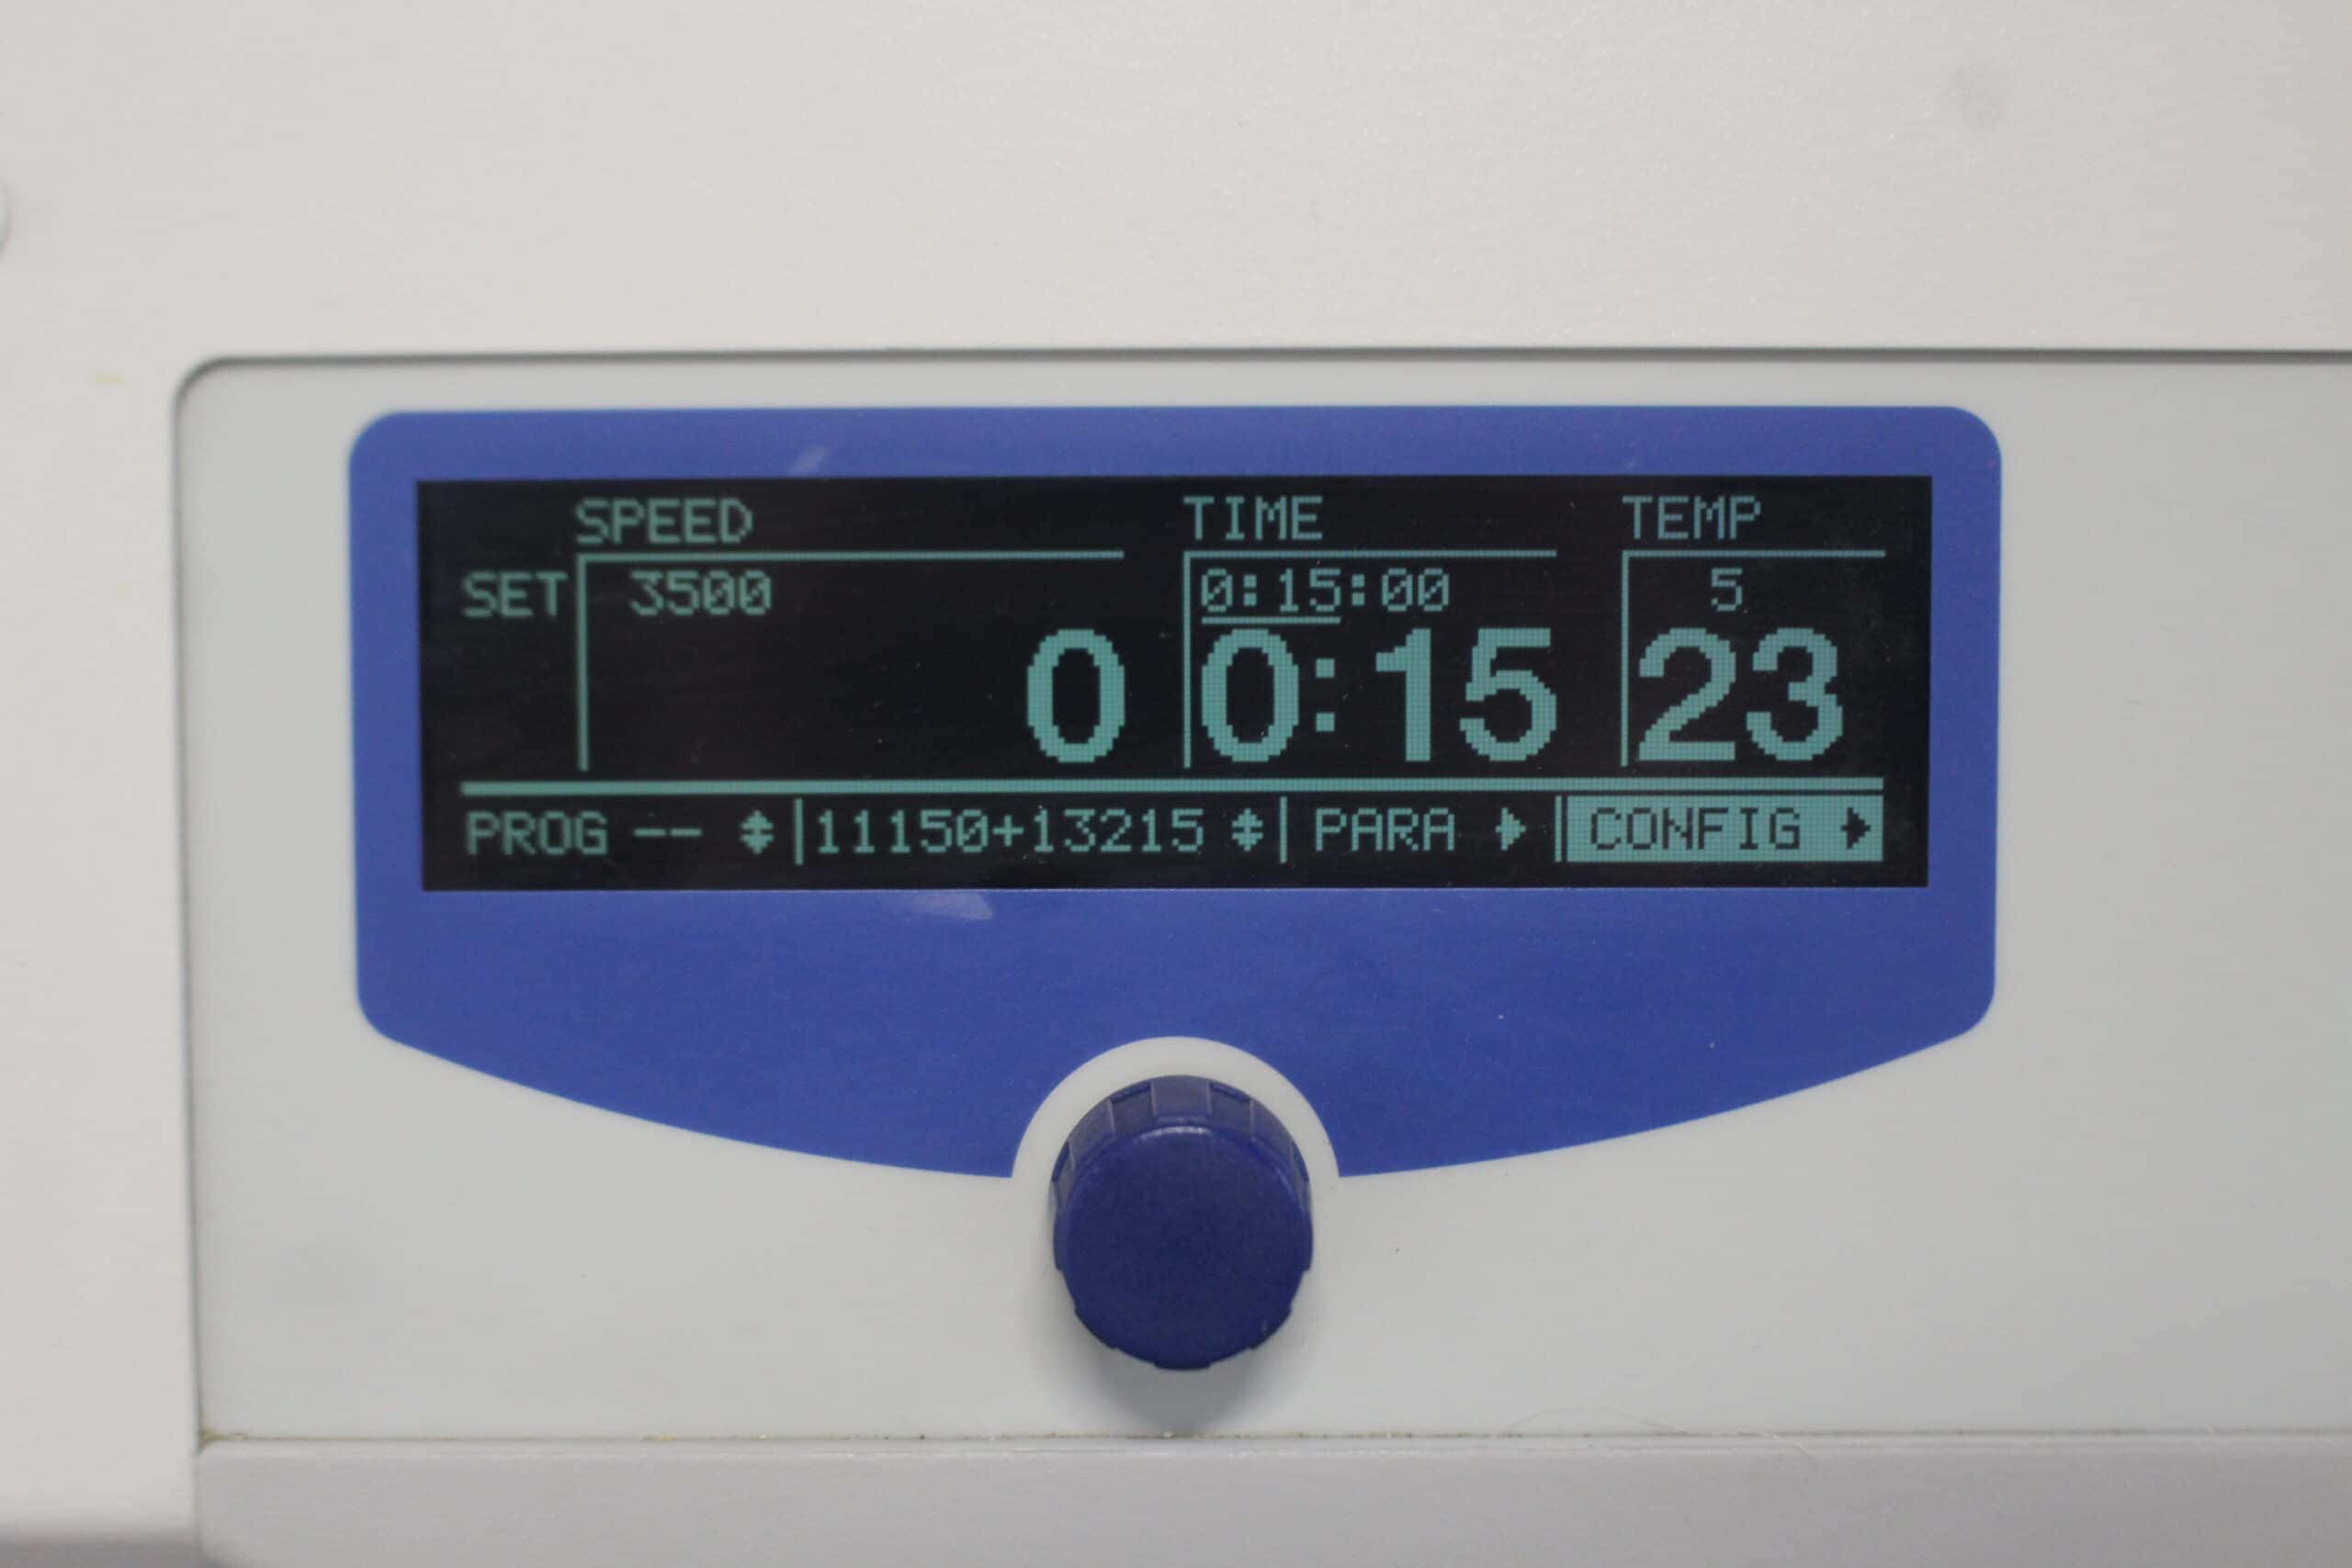 SPEED TIME TEMP
SET 3500 0:15:00 5
0 0:15 23
PROG -- 11150+13215 PARA CONFIG